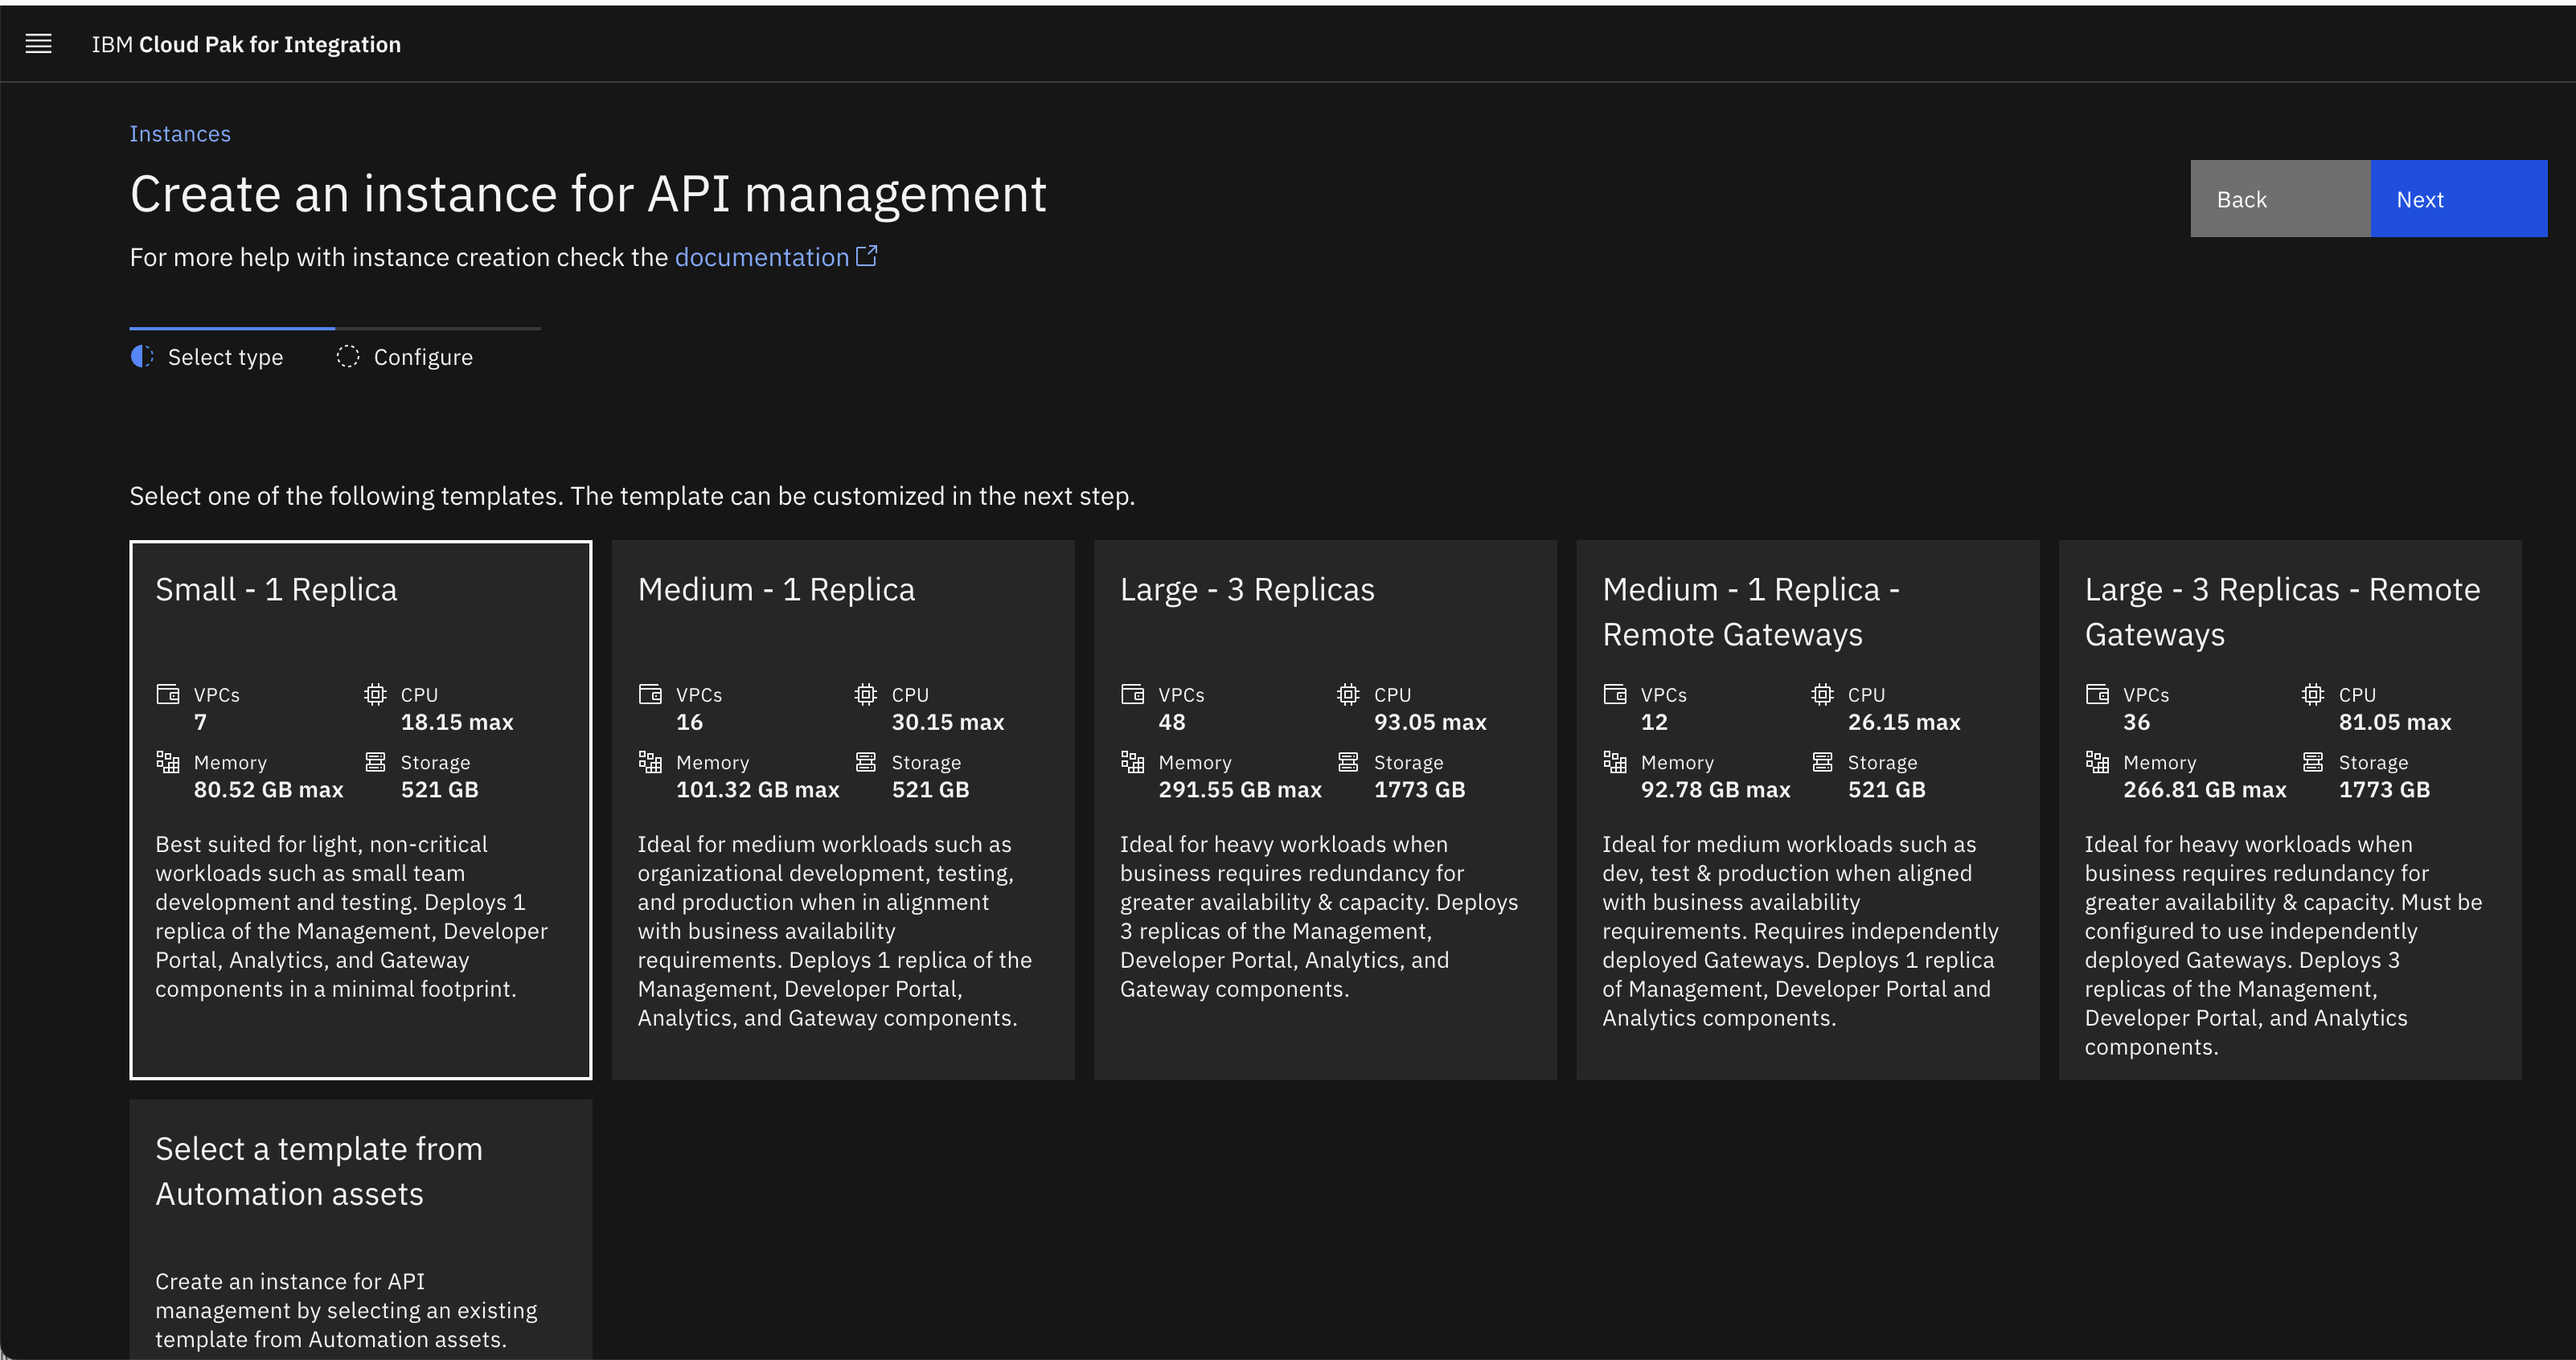 IBM Cloud Pak for Integration
Instances
Create an instance for API management
Back
Next
For more help with instance creation check the documentation
Select type
Configure
Select one of the following templates. The template can be customized in the next step.
Small - 1 Replica
VPCs
7
CPU
18.15 max
Memory
80.52 GB max
Storage
521 GB
Best suited for light, non-critical
workloads such as small team
development and testing. Deploys 1
replica of the Management, Developer
Portal, Analytics, and Gateway
components in a minimal footprint.
Medium - 1 Replica
VPCs
16
CPU
30.15 max
Memory
101.32 GB max
Storage
521 GB
Ideal for medium workloads such as
organizational development, testing,
and production when in alignment
with business availability
requirements. Deploys 1 replica of the
Management, Developer Portal,
Analytics, and Gateway components.
Large - 3 Replicas
VPCs
48
CPU
93.05 max
Memory
291.55 GB max
Storage
1773 GB
Ideal for heavy workloads when
business requires redundancy for
greater availability & capacity. Deploys
3 replicas of the Management,
Developer Portal, Analytics, and
Gateway components.
Medium - 1 Replica -
Remote Gateways
VPCs
12
CPU
26.15 max
Memory
92.78 GB max
Storage
521 GB
Ideal for medium workloads such as
dev, test & production when aligned
with business availability
requirements. Requires independently
deployed Gateways. Deploys 1 replica
of Management, Developer Portal and
Analytics components.
Large - 3 Replicas - Remote
Gateways
VPCs
36
CPU
81.05 max
Memory
266.81 GB max
Storage
1773 GB
Ideal for heavy workloads when
business requires redundancy for
greater availability & capacity. Must be
configured to use independently
deployed Gateways. Deploys 3
replicas of the Management,
Developer Portal, and Analytics
components.
Select a template from
Automation assets
Create an instance for API
management by selecting an existing
template from Automation assets.